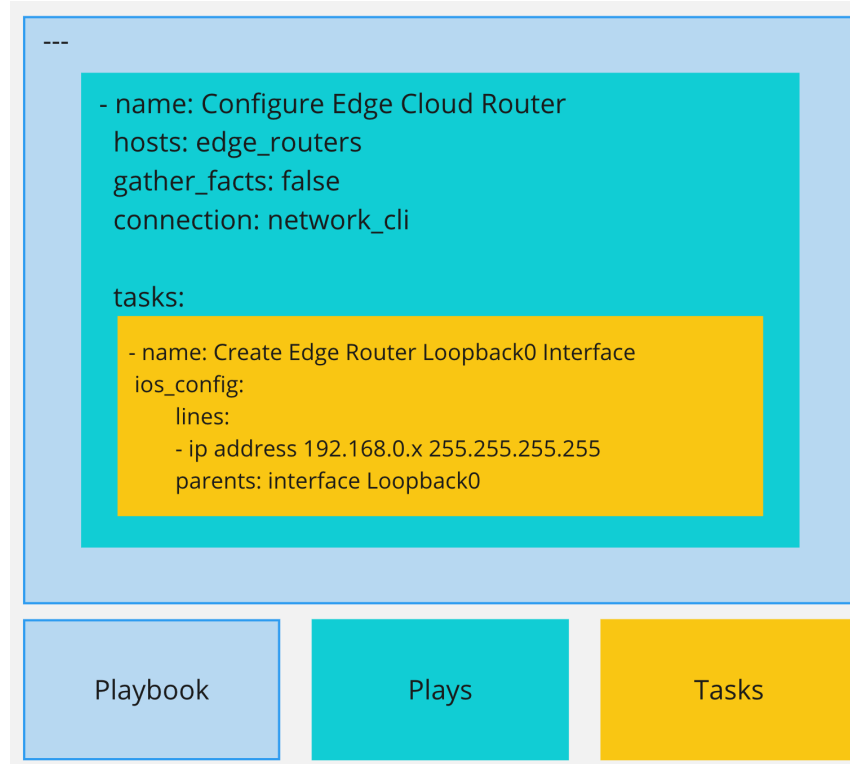 ---
- name: Configure Edge Cloud Router
hosts: edge_routers
gather_facts: false
connection: network_cli
tasks:
- name: Create Edge Router Loopback0 Interface
ios_config:
lines:
- ip address 192.168.0.x 255.255.255.255
parents: interface Loopback0
Playbook
Plays
Tasks